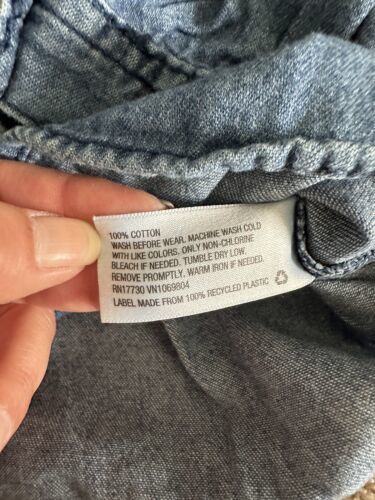 100% COTTON
WASH BEFORE WEAR. MACHINE WASH COLD
WITH LIKE COLORS. ONLY NON-CHLORINE
BLEACH IF NEEDED. TUMBLE DRY LOW.
REMOVE PROMPTLY. WARM IRON IF NEEDED.
RN17730 VN1069804
LABEL MADE FROM 100% RECYCLED PLASTIC